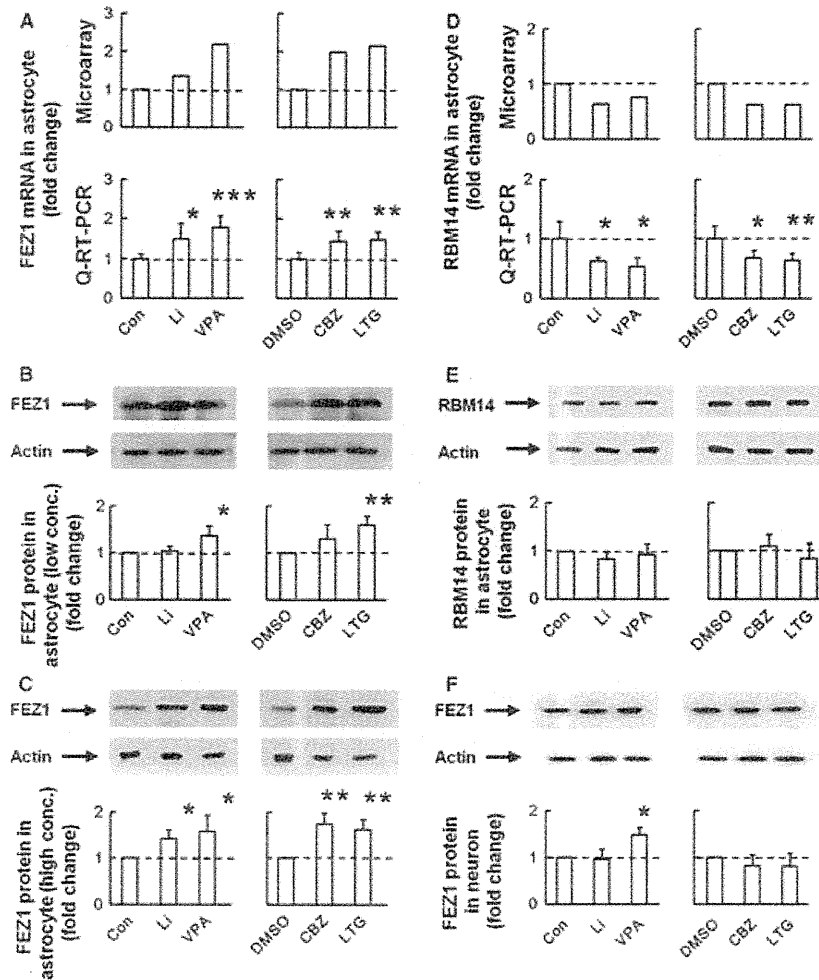 A
FEZ1 mRNA in astrocyte
(fold change)
Microarray
3
2
1
0
Q-RT-PCR
3
2
1
0
*
***
**
**
Con
Li
VPA
DMSO
CBZ
LTG
B
FEZ1
Actin
FEZ1 protein in
astrocyte (low conc.)
(fold change)
2
1
0
*
**
Con
Li
VPA
DMSO
CBZ
LTG
C
FEZ1
Actin
FEZ1 protein in
astrocyte (high conc.)
(fold change)
2
1
0
*
*
**
**
Con
Li
VPA
DMSO
CBZ
LTG
D
RBM14 mRNA in astrocyte
(fold change)
Microarray
2
1
0
Q-RT-PCR
2
1
0
*
*
*
**
Con
Li
VPA
DMSO
CBZ
LTG
E
RBM14
Actin
RBM14 protein
in astrocyte
(fold change)
2
1
0
Con
Li
VPA
DMSO
CBZ
LTG
F
FEZ1
Actin
FEZ1 protein
in neuron
(fold change)
2
1
0
*
Con
Li
VPA
DMSO
CBZ
LTG